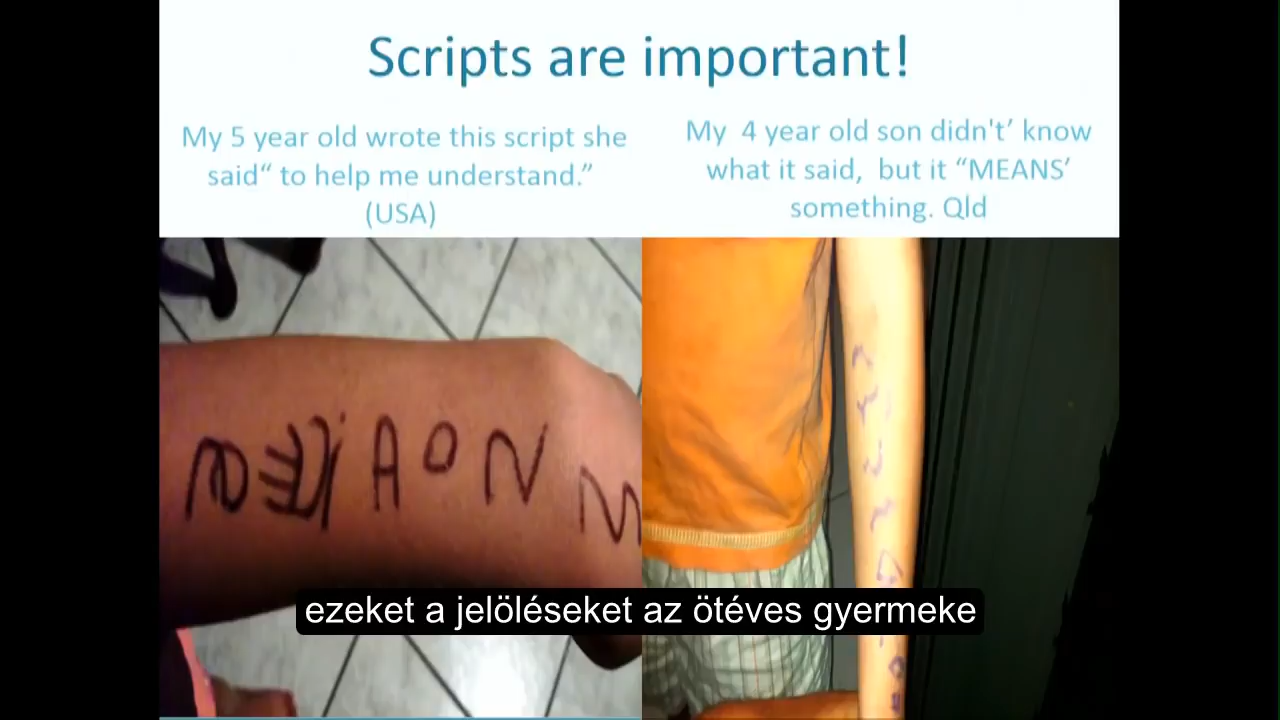 Scripts are important!
My 5 year old wrote this script she
said“ to help me understand.”
(USA)
My 4 year old son didn't’ know
what it said, but it “MEANS’
something. Qld
ezeket a jelöléseket az ötéves gyermeke